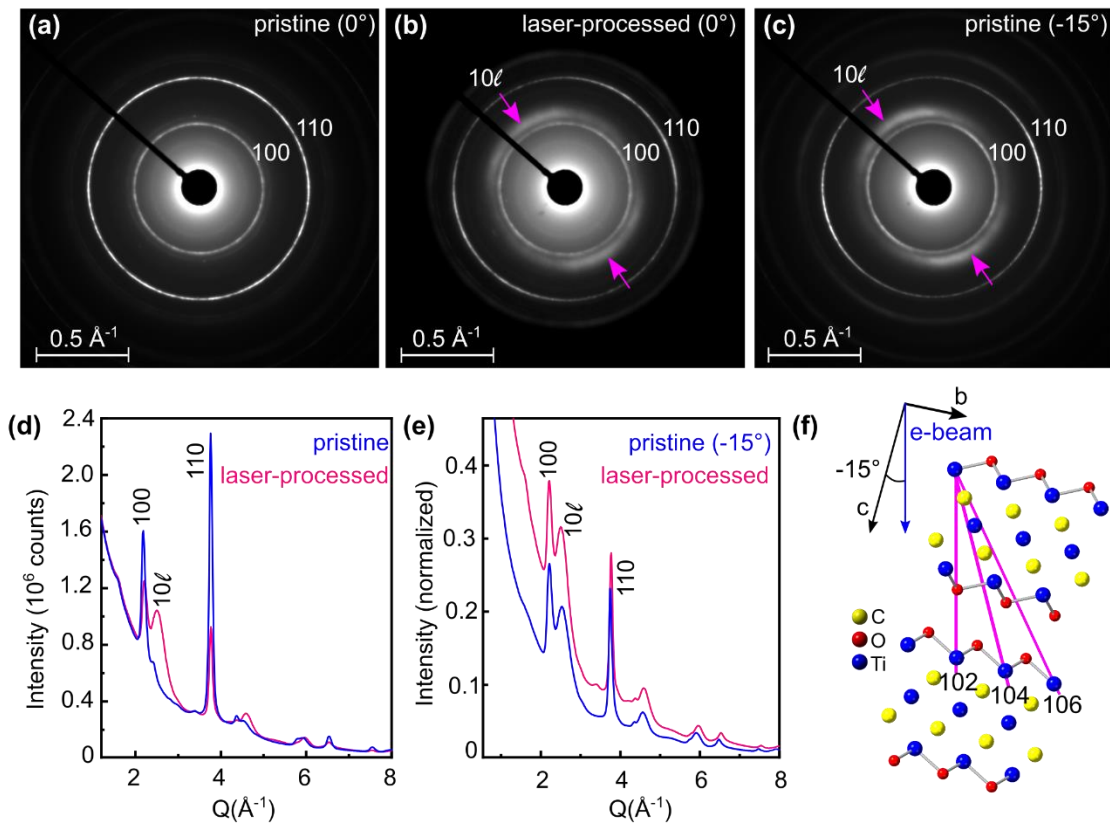 (a) pristine (0°)
110
100
0.5 Å⁻¹
(b) laser-processed (0°)
10ℓ
110
100
0.5 Å⁻¹
(c) pristine (-15°)
10ℓ
110
100
0.5 Å⁻¹
(d)
Intensity (10⁶ counts)
2.4
2.0
1.6
1.2
0.8
0.4
0
pristine
laser-processed
100
10ℓ
110
2 4 6 8
Q(Å⁻¹)
(e)
Intensity (normalized)
0.4
0.3
0.2
0.1
0
pristine (-15°)
laser-processed
100
10ℓ
110
2 4 6 8
Q(Å⁻¹)
(f)
b
e-beam
-15°
c
C
O
Ti
102 104 106